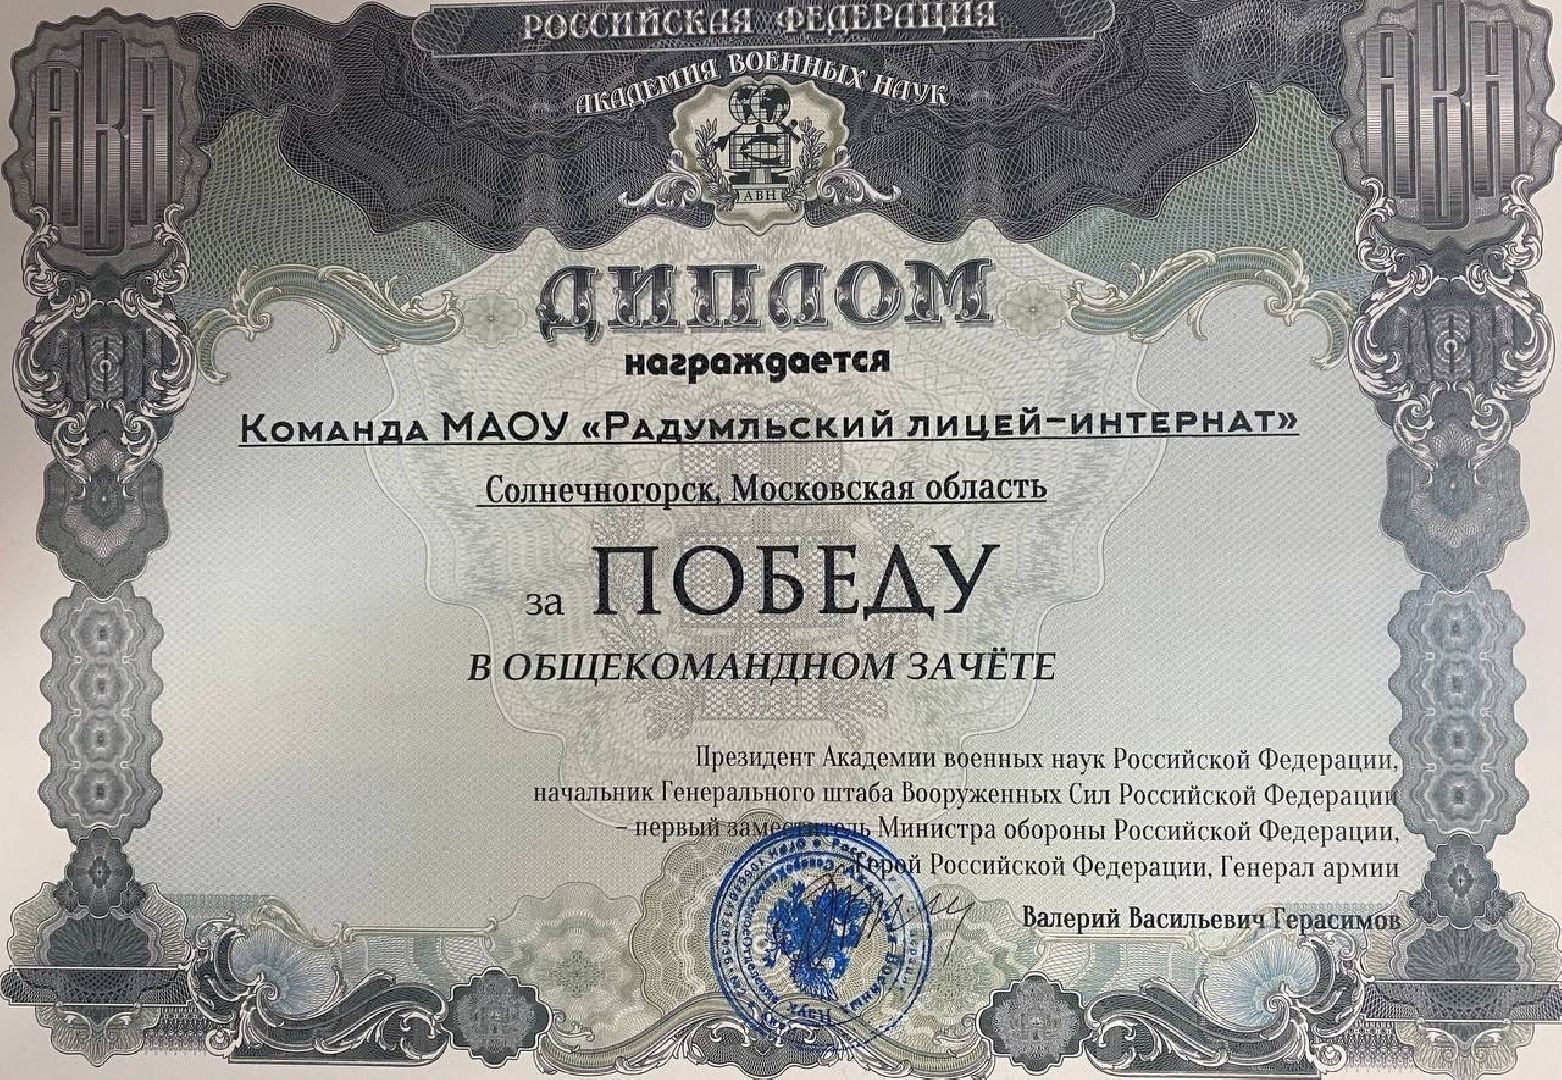 РОССИЙСКАЯ ФЕДЕРАЦИЯ
АКАДЕМИЯ ВОЕННЫХ НАУК
АВН
АВН
АВН
ДИПЛОМ
награждается
Команда МАОУ «Радумльский лицей-интернат»
Солнечногорск, Московская область
за ПОБЕДУ
В ОБЩЕКОМАНДНОМ ЗАЧЁТЕ
Президент Академии военных наук Российской Федерации,
начальник Генерального штаба Вооруженных Сил Российской Федерации
– первый заместитель Министра обороны Российской Федерации,
Герой Российской Федерации, Генерал армии
Валерий Васильевич Герасимов